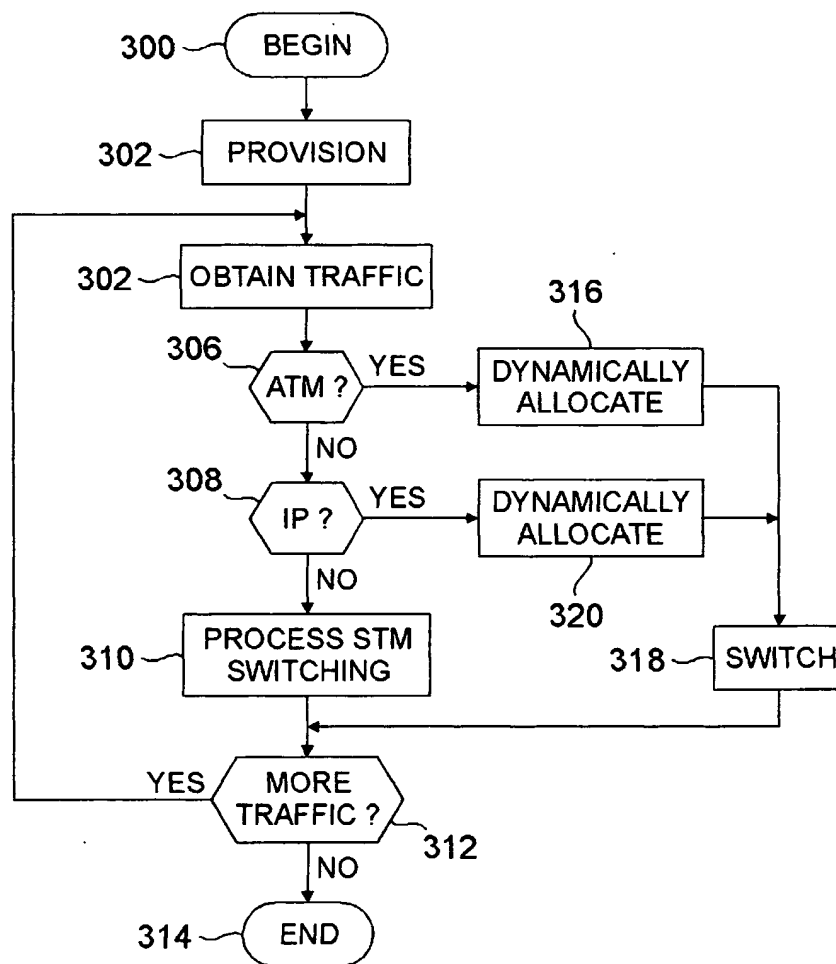 300 BEGIN
302 PROVISION
302 OBTAIN TRAFFIC
316
306 ATM ? YES DYNAMICALLY
ALLOCATE
NO
308 IP ? YES DYNAMICALLY
ALLOCATE
NO
320
310 PROCESS STM
SWITCHING
318 SWITCH
YES MORE
TRAFFIC ?
312
NO
314 END